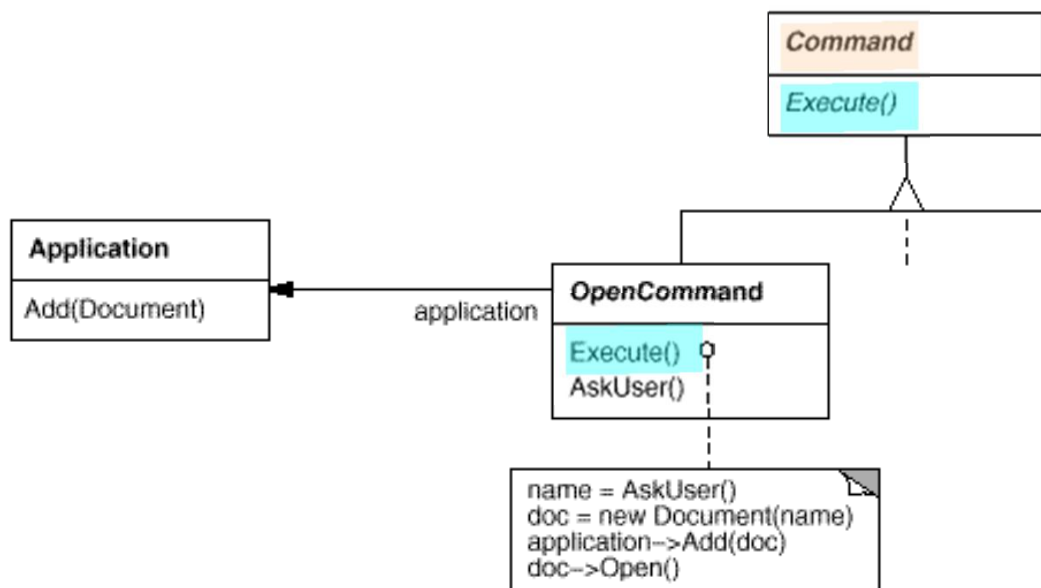 Command
Execute()
Application
Add(Document)
application
OpenCommand
Execute()
AskUser()
name = AskUser()
doc = new Document(name)
application–>Add(doc)
doc–>Open()